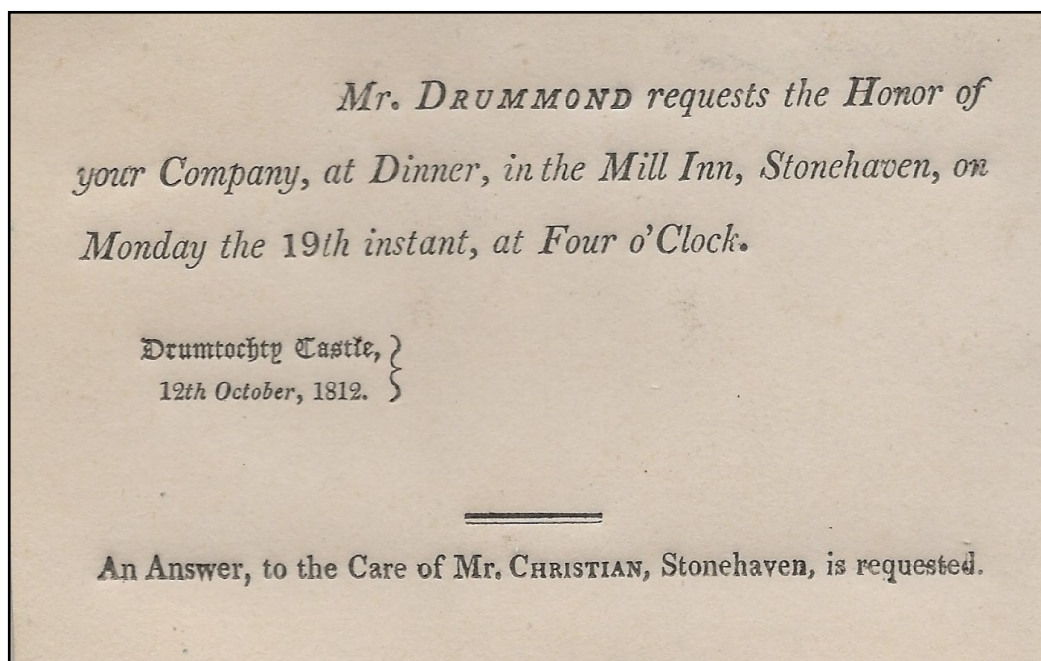 Mr. DRUMMOND requests the Honor of
your Company, at Dinner, in the Mill Inn, Stonehaven, on
Monday the 19th instant, at Four o'Clock.
Drumtochty Castle,
12th October, 1812.
An Answer, to the Care of Mr. CHRISTIAN, Stonehaven, is requested.